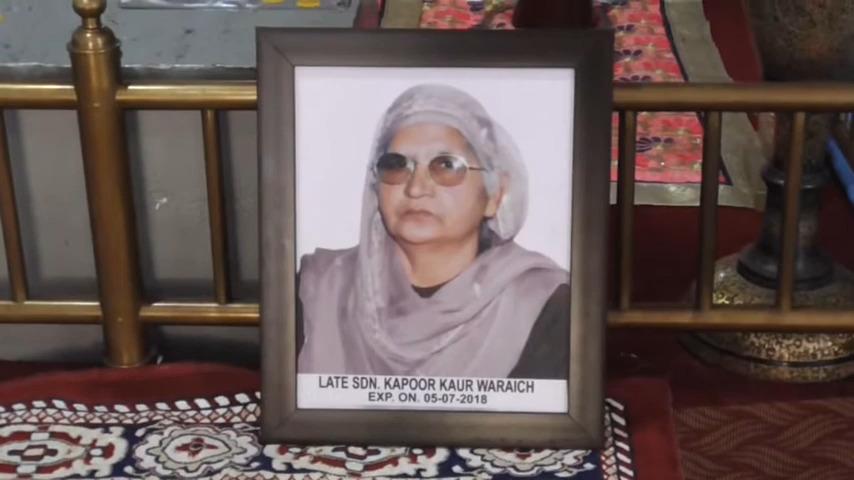 LATE SDN. KAPOOR KAUR WARAICH
EXP. ON. 05-07-2018